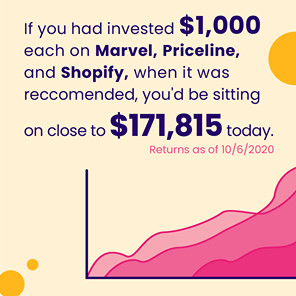 If you had invested $1,000
each on Marvel, Priceline,
and Shopify, when it was
reccomended, you'd be sitting
on close to $171,815 today.
Returns as of 10/6/2020